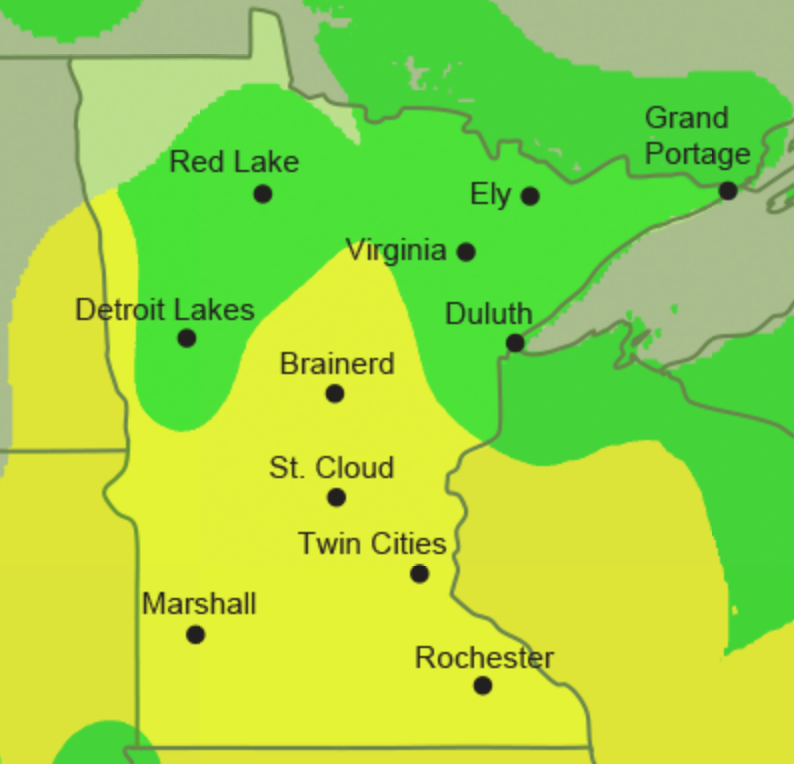 Grand
Portage
Red Lake
Ely
Virginia
Detroit Lakes
Duluth
Brainerd
St. Cloud
Twin Cities
Marshall
Rochester